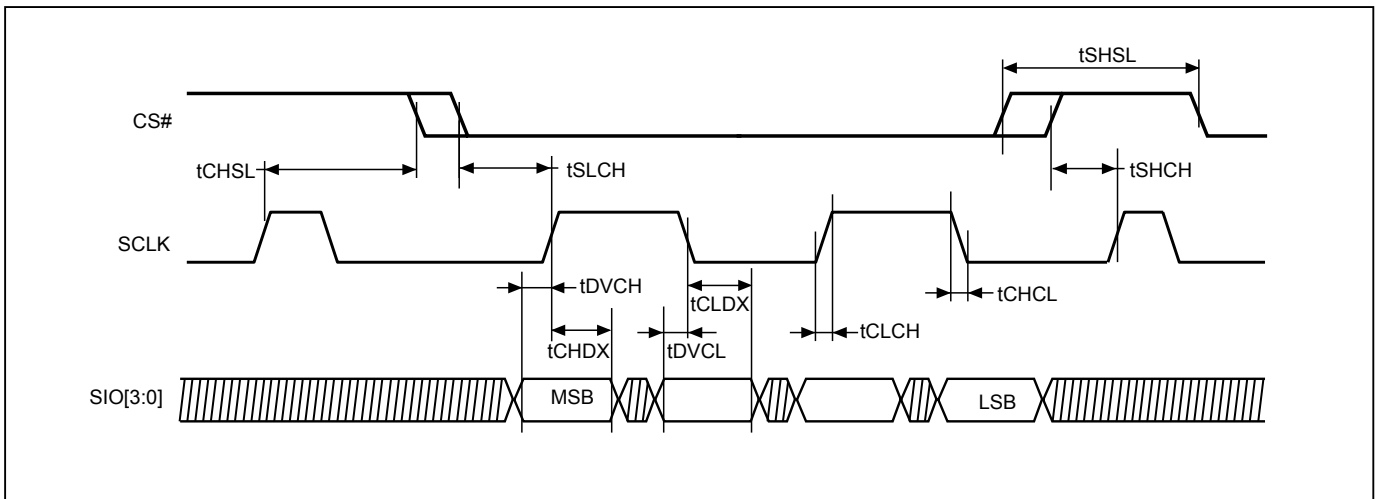 tSHSL
CS#
tCHSL
tSLCH
tSHCH
SCLK
tDVCH
tCLDX
tCHCL
tCHDX
tDVCL
tCLCH
SIO[3:0]
MSB
LSB